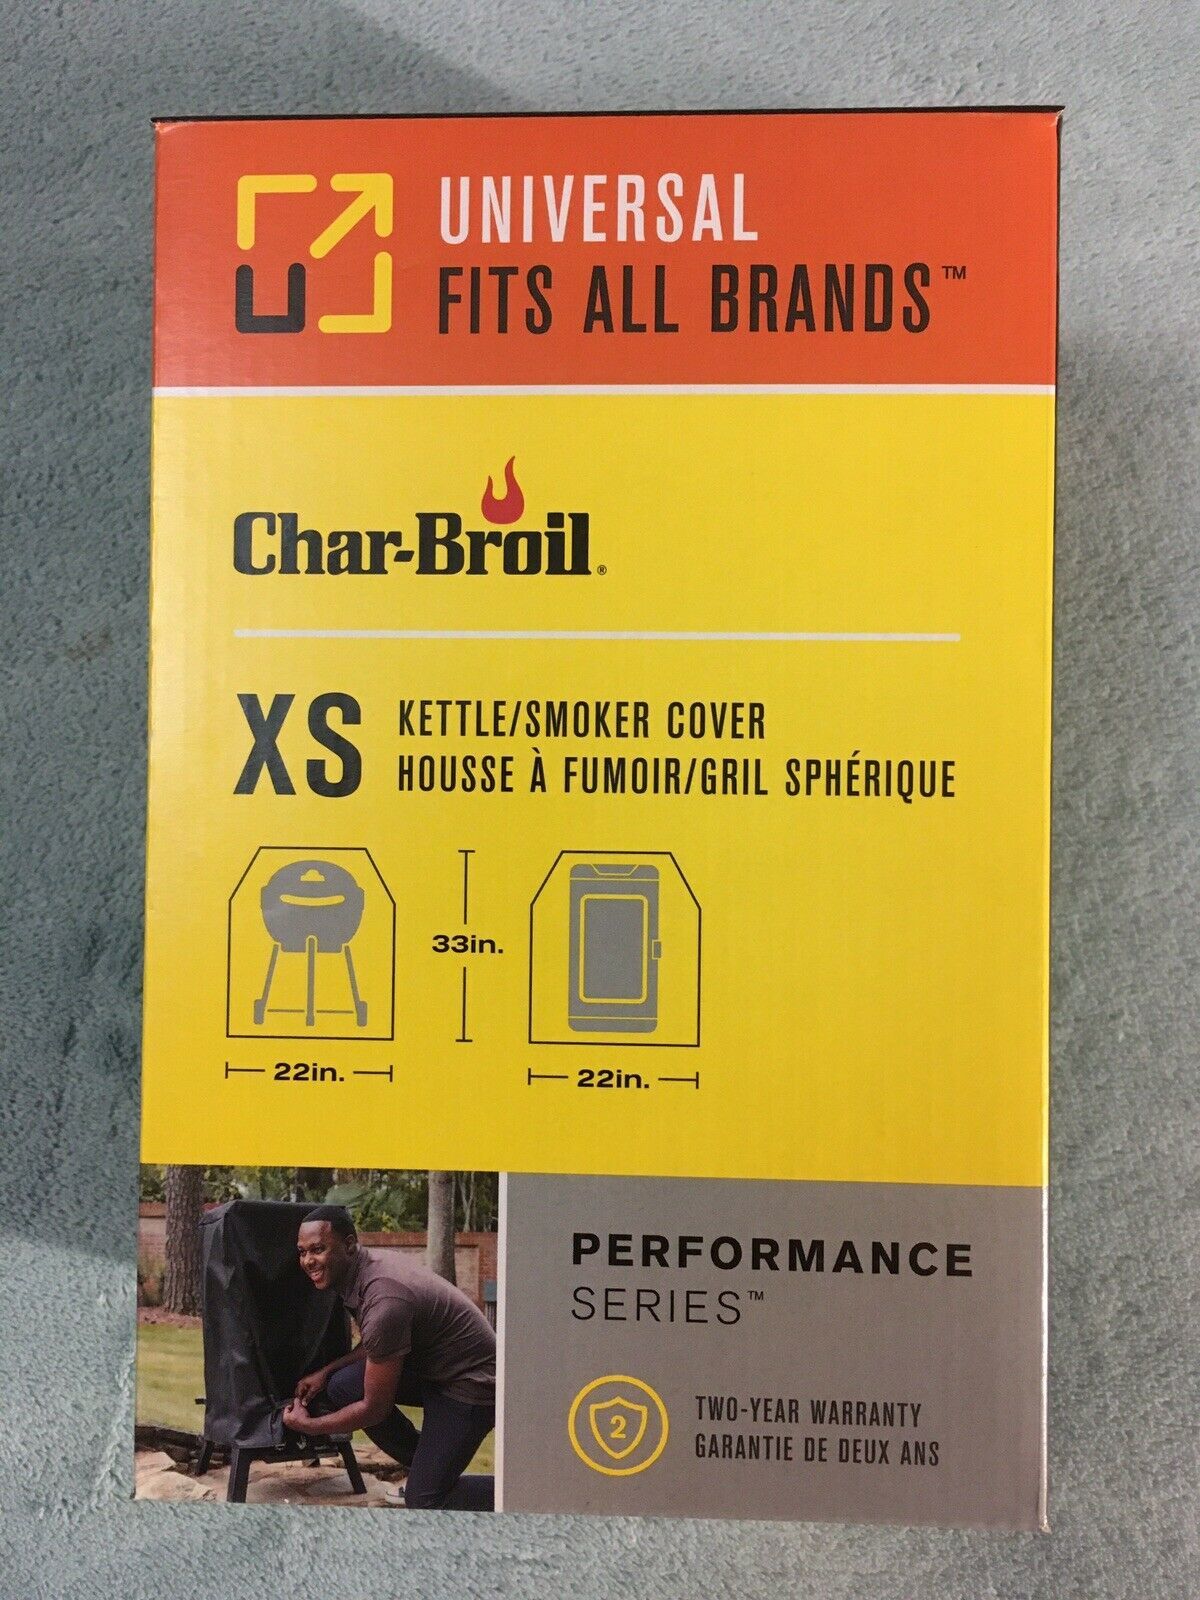 UNIVERSAL
FITS ALL BRANDS™
Char-Broil®
XS
KETTLE/SMOKER COVER
HOUSSE À FUMOIR/GRIL SPHÉRIQUE
33in.
22in.
22in.
PERFORMANCE
SERIES™
2
TWO-YEAR WARRANTY
GARANTIE DE DEUX ANS